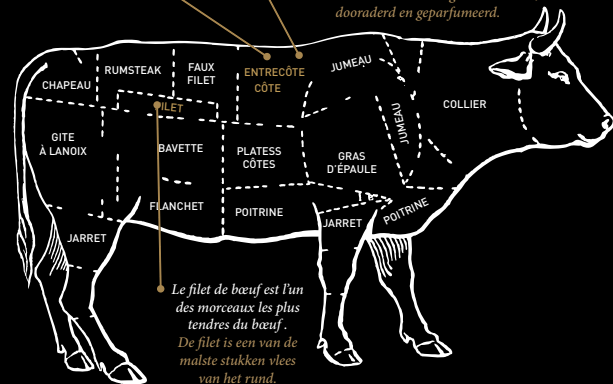 dooraderd en geparfumeerd.
CHAPEAU
RUMSTEAK
FAUX
FILET
ENTRECÔTE
CÔTE
JUMEAU
JUMEAU
COLLIER
FILET
GITE
À LANOIX
BAVETTE
PLATESS
CÔTES
GRAS
D'ÉPAULE
FLANCHET
POITRINE
JARRET
POITRINE
JARRET
Le filet de bœuf est l'un
des morceaux les plus
tendres du bœuf .
De filet is een van de
malste stukken vlees
van het rund.